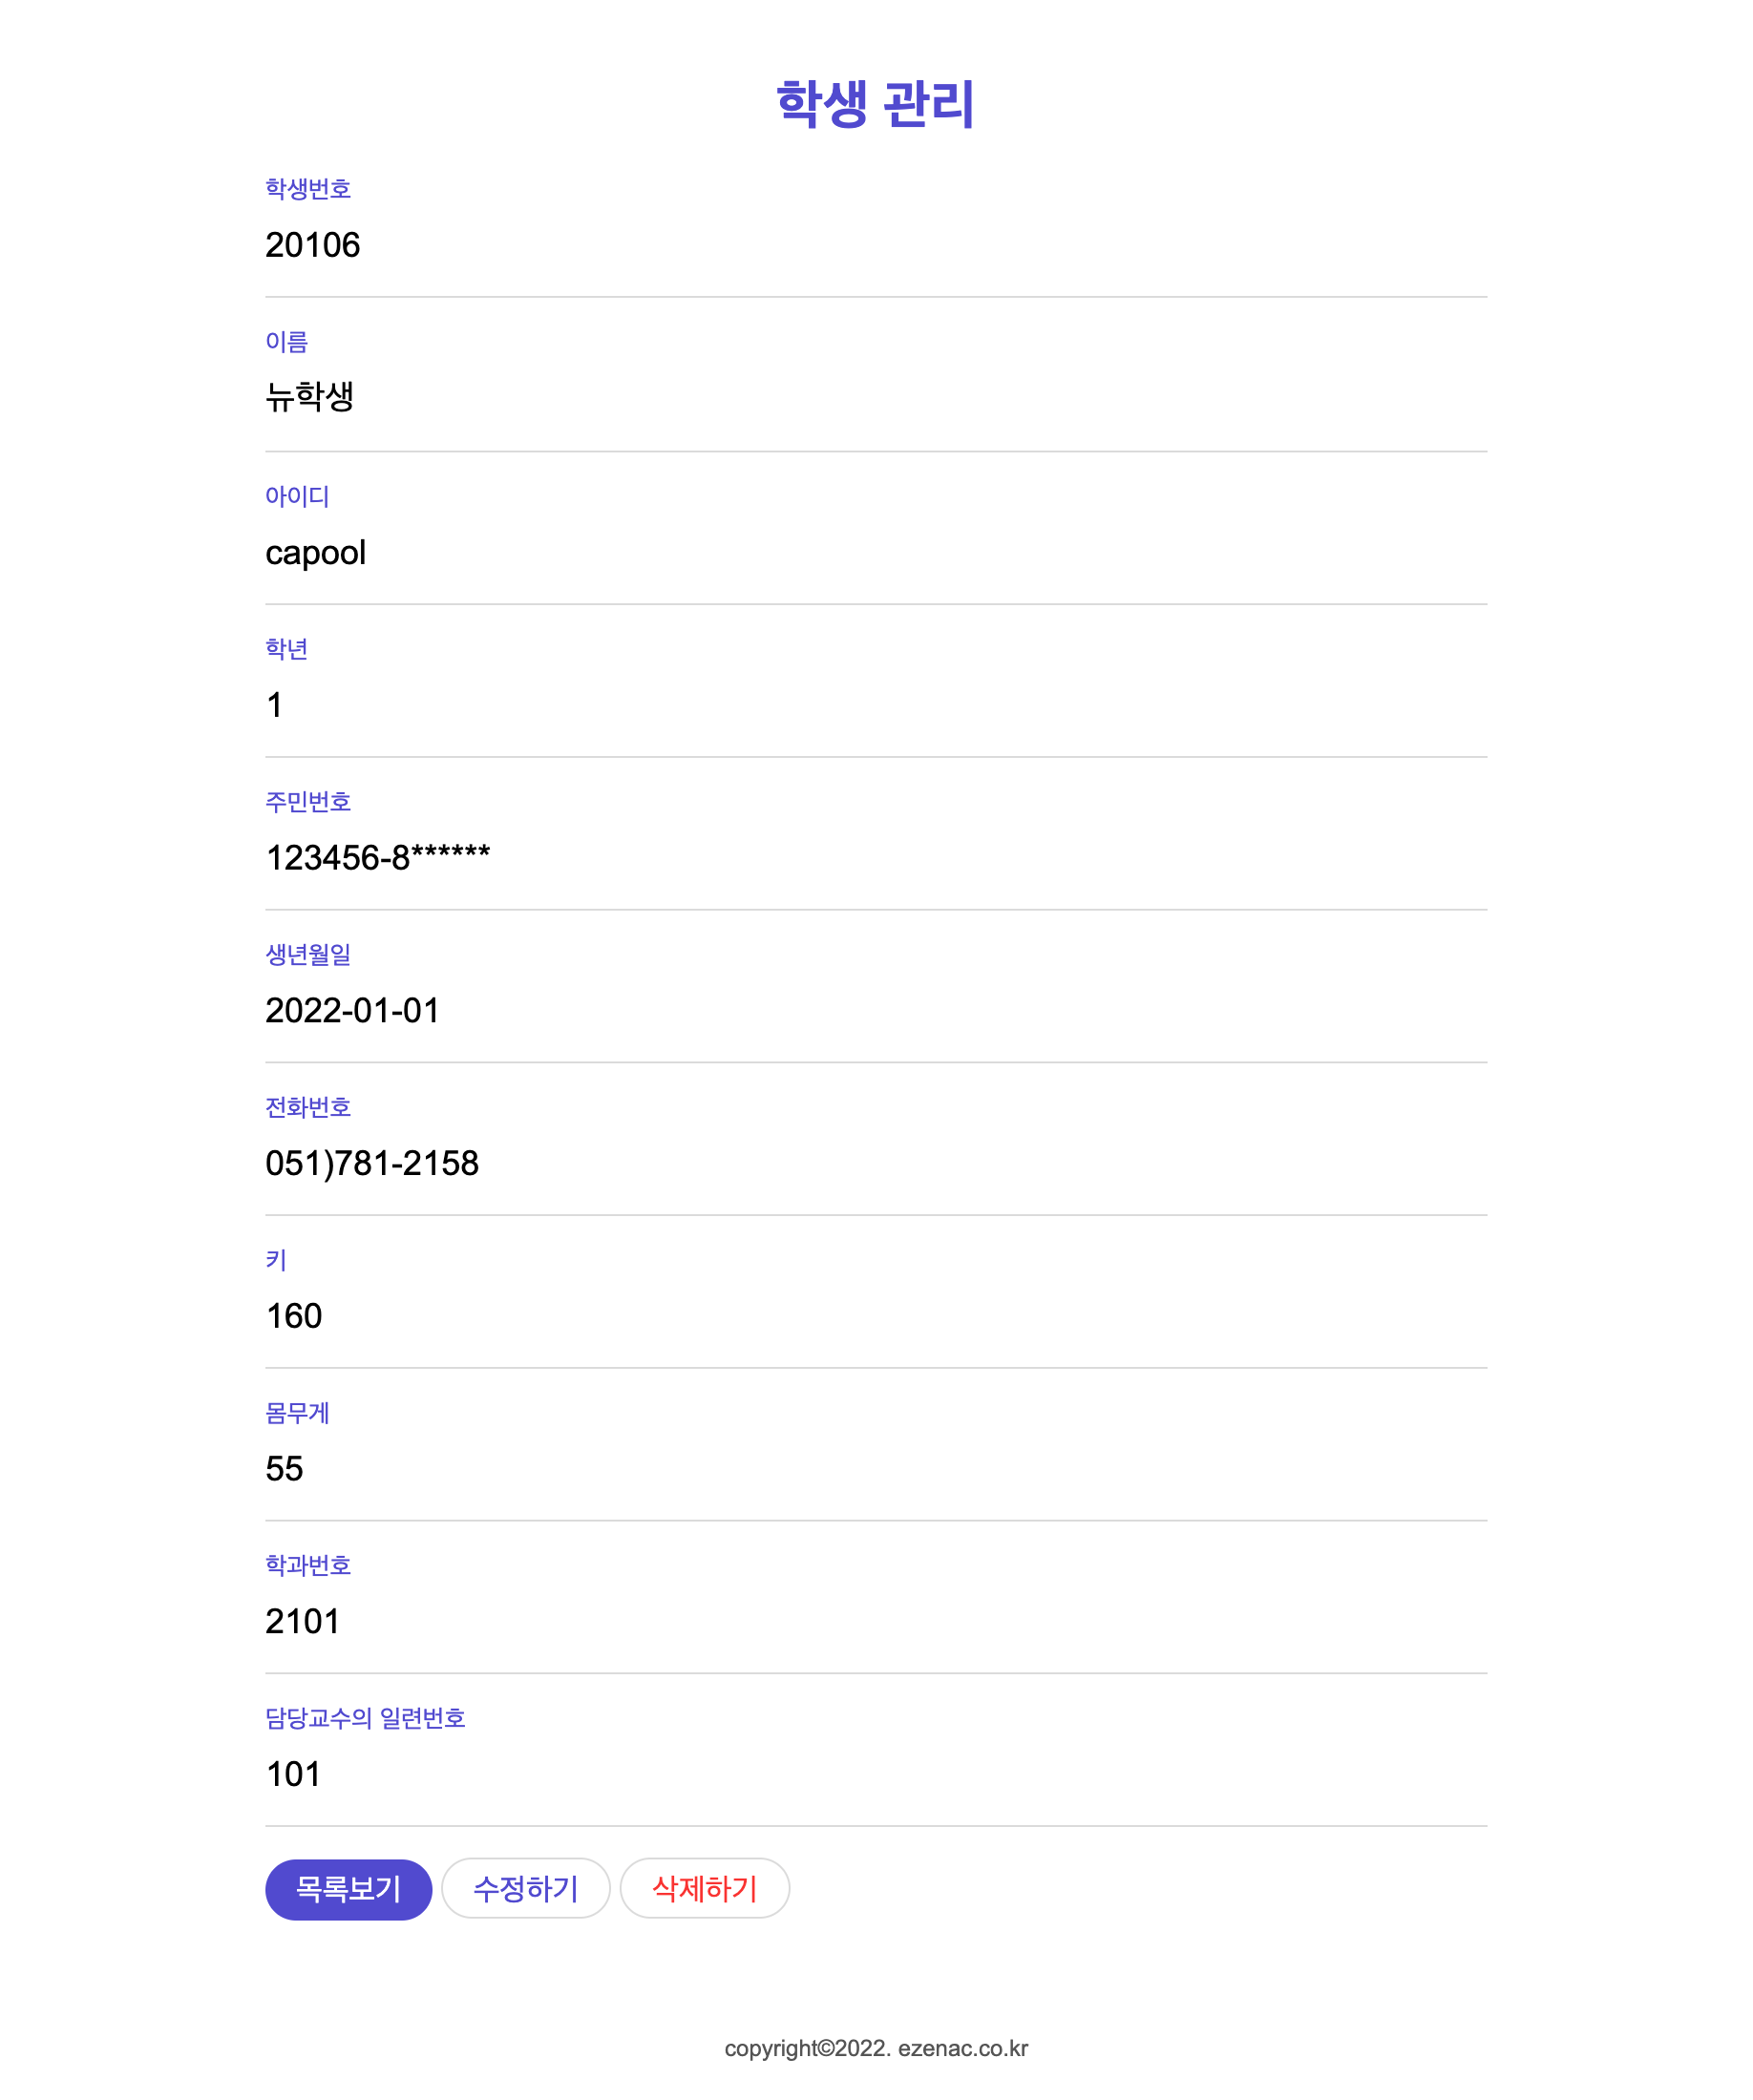 학생 관리
학생번호
20106
이름
뉴학생
아이디
capool
학년
1
주민번호
123456-8******
생년월일
2022-01-01
전화번호
051)781-2158
키
160
몸무게
55
학과번호
2101
담당교수의 일련번호
101
목록보기 수정하기 삭제하기
copyright©2022. ezenac.co.kr